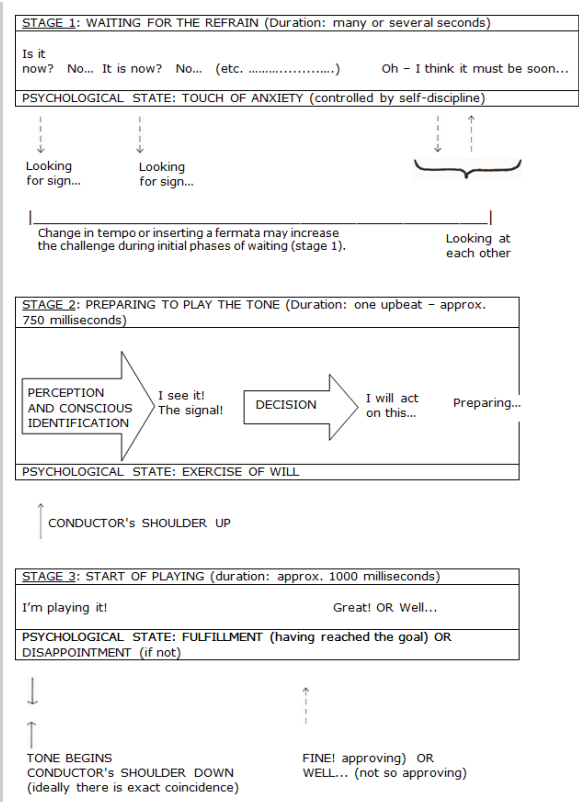 STAGE 1: WAITING FOR THE REFRAIN (Duration: many or several seconds)
Is it
now? No... It is now? No... (etc. ......................) Oh – I think it must be soon...
PSYCHOLOGICAL STATE: TOUCH OF ANXIETY (controlled by self-discipline)
Looking
for sign...
Looking
for sign...
Change in tempo or inserting a fermata may increase
the challenge during initial phases of waiting (stage 1).
Looking at
each other
STAGE 2: PREPARING TO PLAY THE TONE (Duration: one upbeat – approx.
750 milliseconds)
PERCEPTION
AND CONSCIOUS
IDENTIFICATION
I see it!
The signal!
DECISION
I will act
on this...
Preparing...
PSYCHOLOGICAL STATE: EXERCISE OF WILL
CONDUCTOR's SHOULDER UP
STAGE 3: START OF PLAYING (duration: approx. 1000 milliseconds)
I'm playing it! Great! OR Well...
PSYCHOLOGICAL STATE: FULFILLMENT (having reached the goal) OR
DISAPPOINTMENT (if not)
TONE BEGINS
CONDUCTOR's SHOULDER DOWN
(ideally there is exact coincidence)
FINE! approving) OR
WELL... (not so approving)